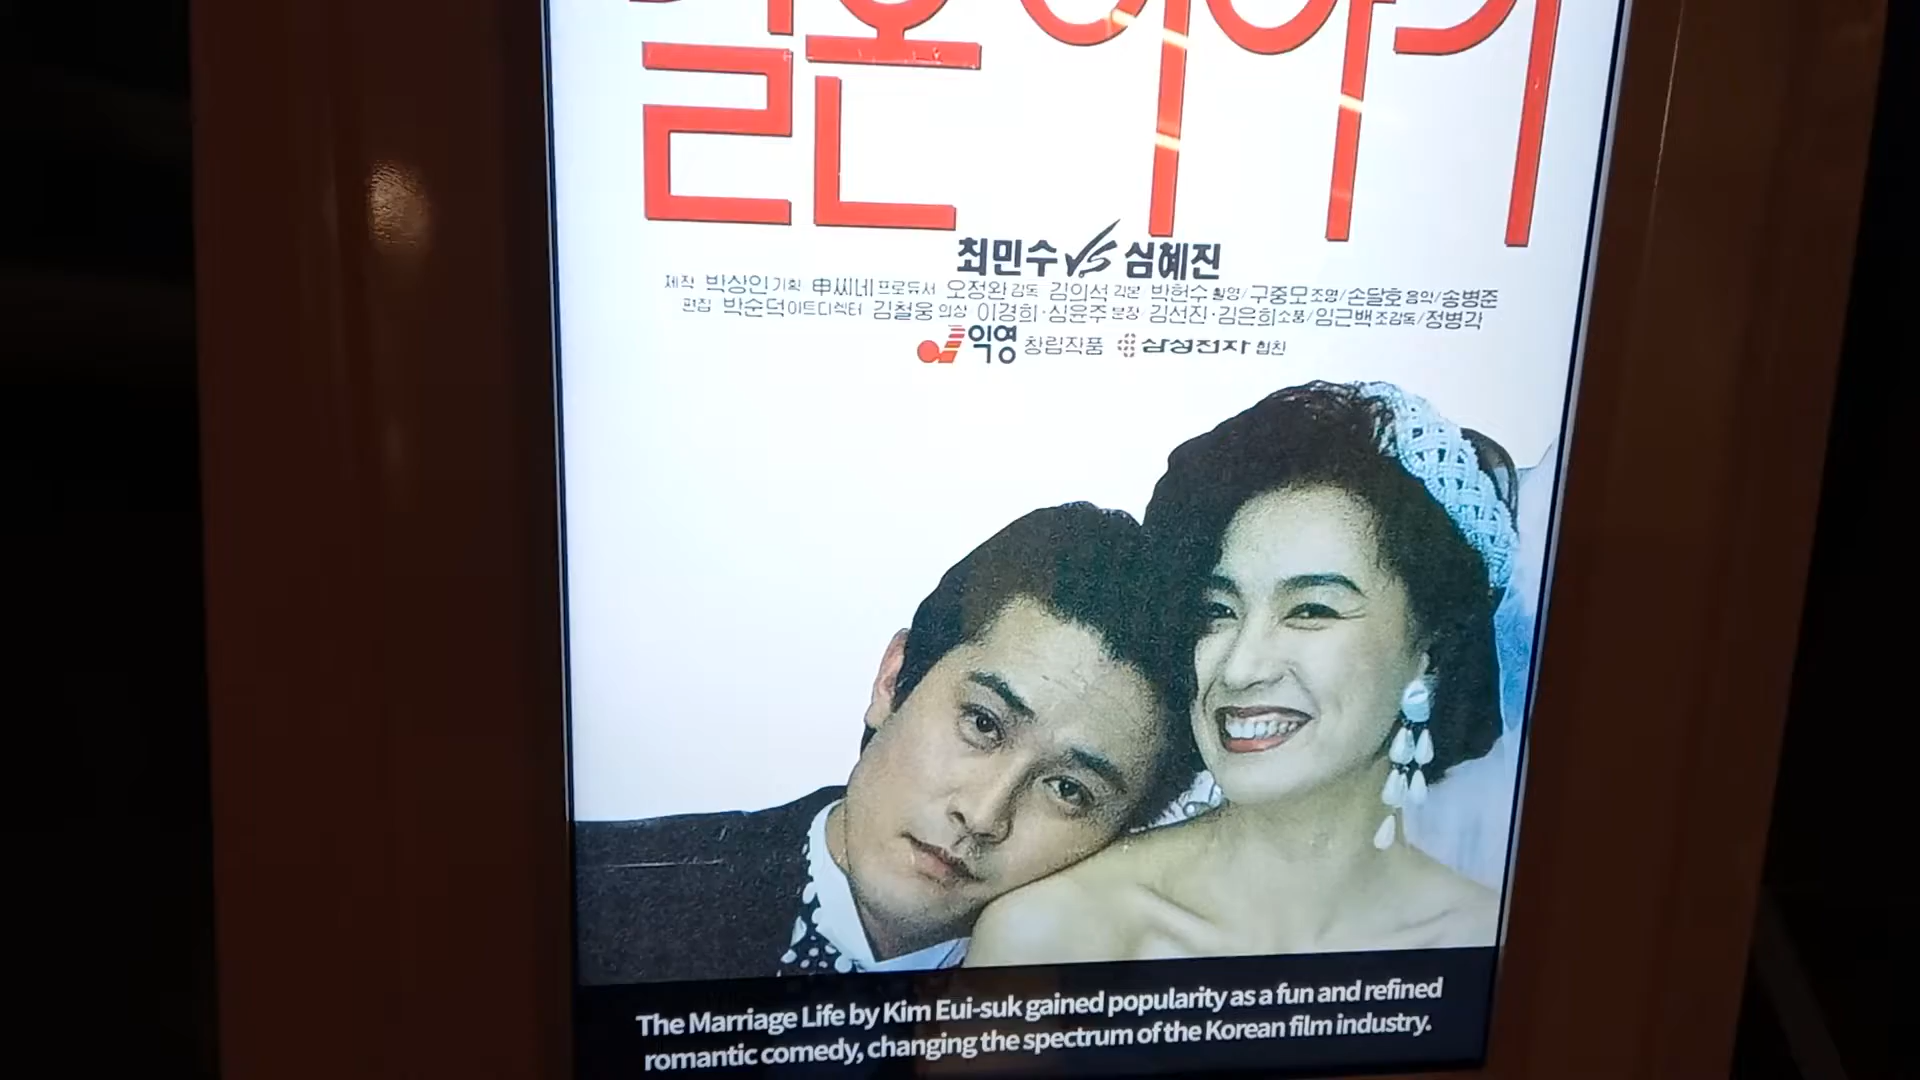 결혼 이야기
최민수 VS 심혜진
제작 박상인 기획 申씨네 프로듀서 오정완 감독 김의석 각본 박헌수 촬영/구중모 조명/손달호 음악/송병준
편집 박순덕 아트디렉터 김철웅 의상 이경희·심윤주 분장 김선진·김은희 소품/임근백 조감독/정병각
익영 창립작품 삼성전자 협찬
The Marriage Life by Kim Eui-suk gained popularity as a fun and refined
romantic comedy, changing the spectrum of the Korean film industry.